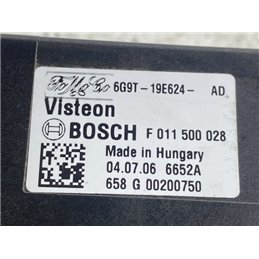 6G9T-19E624- AD
Visteon
BOSCH F 011 500 028
Made in Hungary
04.07.06 6652A
658 G 00200750